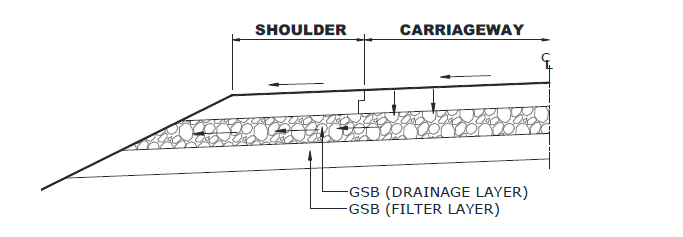 SHOULDER CARRIAGEWAY
℄
GSB (DRAINAGE LAYER)
GSB (FILTER LAYER)